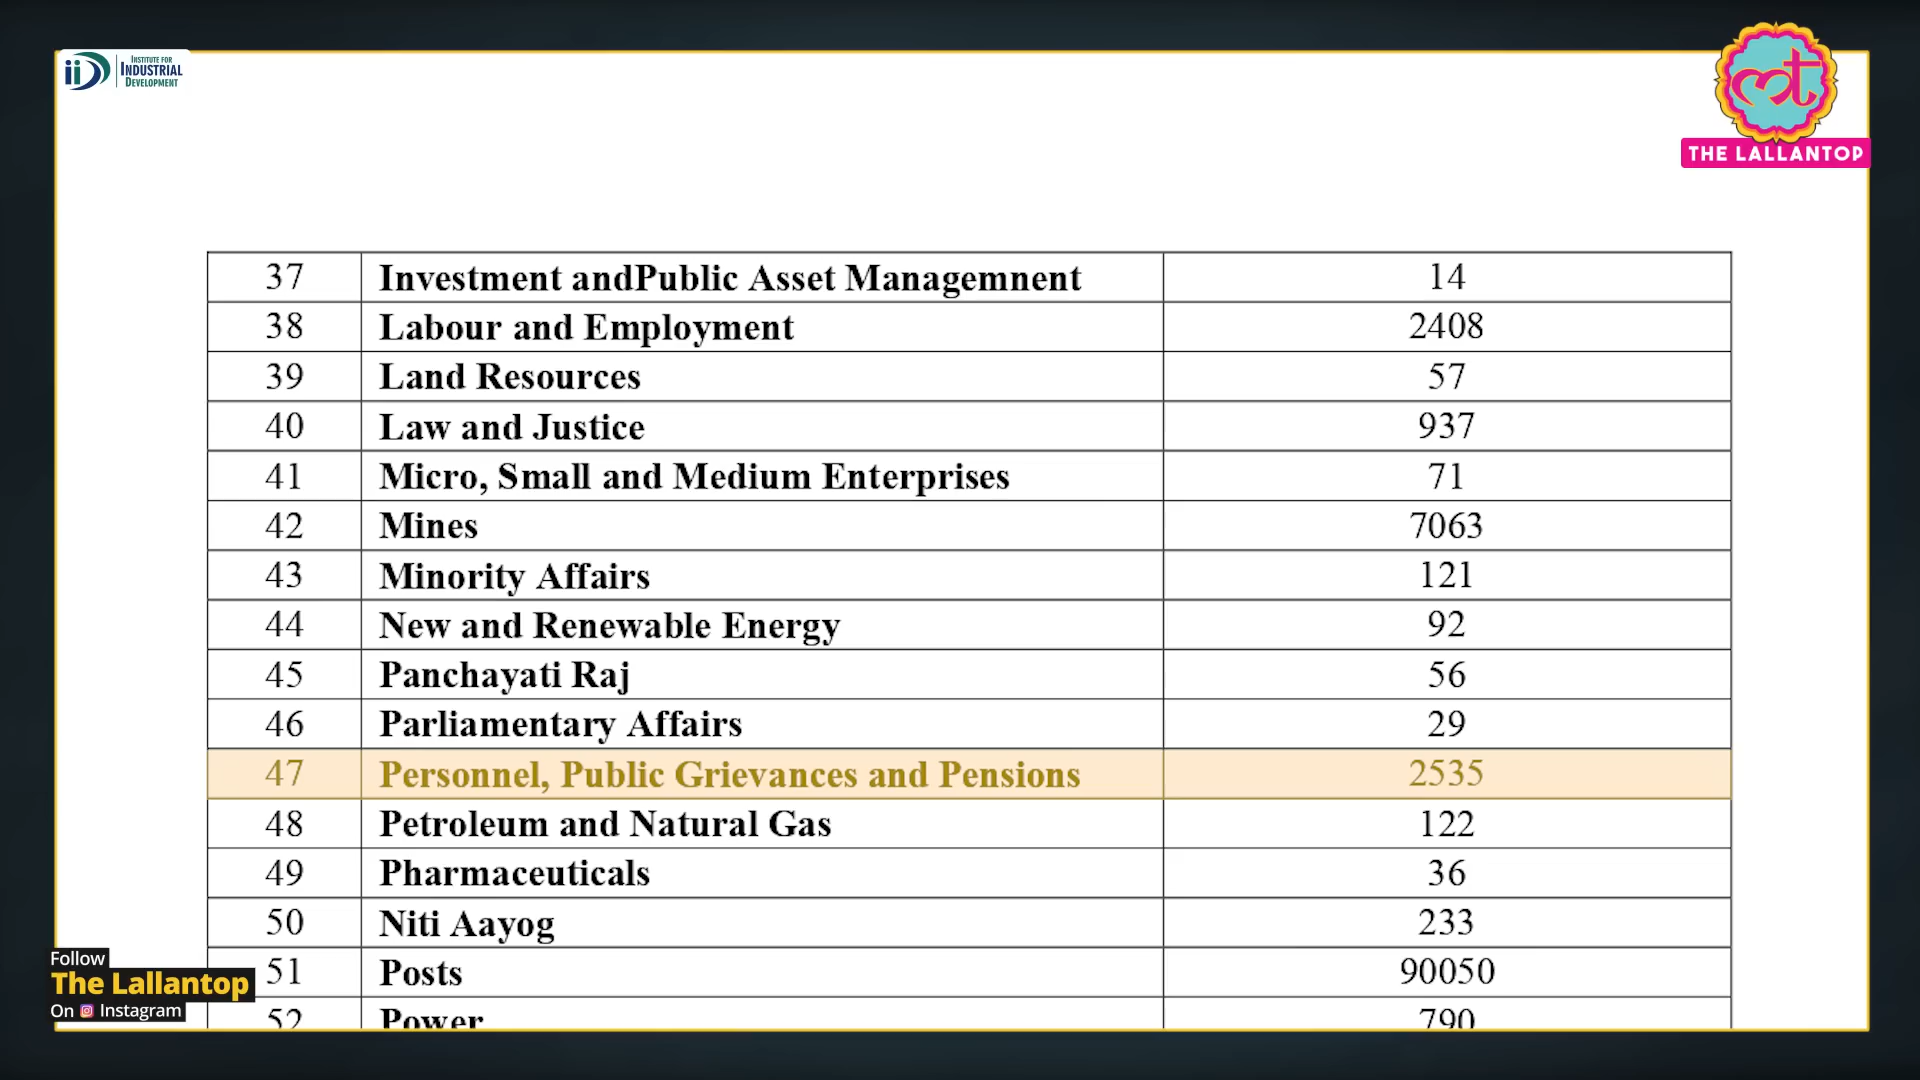 iiD INSTITUTE FOR
INDUSTRIAL
DEVELOPMENT
लt
THE LALLANTOP
37 Investment andPublic Asset Managemnent 14
38 Labour and Employment 2408
39 Land Resources 57
40 Law and Justice 937
41 Micro, Small and Medium Enterprises 71
42 Mines 7063
43 Minority Affairs 121
44 New and Renewable Energy 92
45 Panchayati Raj 56
46 Parliamentary Affairs 29
47 Personnel, Public Grievances and Pensions 2535
48 Petroleum and Natural Gas 122
49 Pharmaceuticals 36
50 Niti Aayog 233
51 Posts 90050
52 Power 790
Follow
The Lallantop
On Instagram